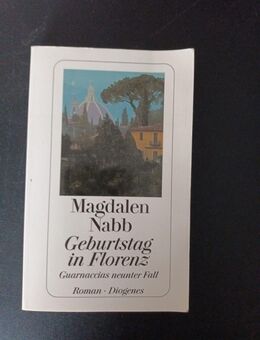 Magdalen
Nabb
Geburtstag
in Florenz
Guarnaccias neunter Fall
Roman · Diogenes